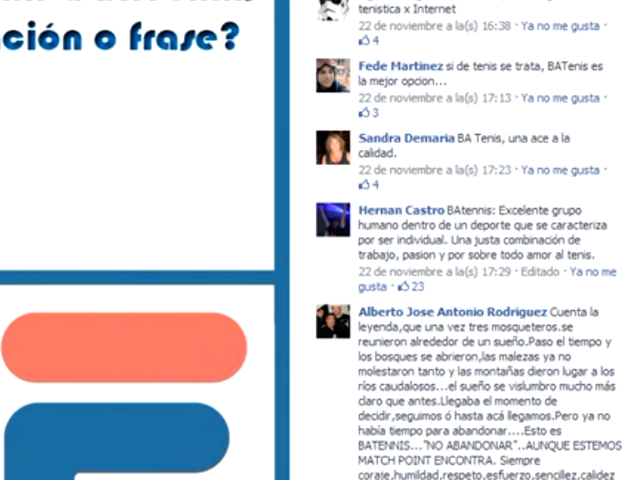 ción o frase?
tenistica x Internet
22 de noviembre a la(s) 16:38 · Ya no me gusta ·
4
Fede Martinez si de tenis se trata, BATenis es
la mejor opcion...
22 de noviembre a la(s) 17:13 · Ya no me gusta ·
3
Sandra Demaria BA Tenis, una ace a la
calidad.
22 de noviembre a la(s) 17:23 · Ya no me gusta ·
4
Hernan Castro BAtennis: Excelente grupo
humano dentro de un deporte que se caracteriza
por ser individual. Una justa combinación de
trabajo, pasion y por sobre todo amor al tenis.
22 de noviembre a la(s) 17:29 · Editado · Ya no me
gusta · 23
Alberto Jose Antonio Rodriguez Cuenta la
leyenda,que una vez tres mosqueteros.se
reunieron alrededor de un sueño.Paso el tiempo y
los bosques se abrieron,las malezas ya no
molestaron tanto y las montañas dieron lugar a los
ríos caudalosos...el sueño se vislumbro mucho más
claro que antes.Llegaba el momento de
decidir,seguimos ó hasta acá llegamos.Pero ya no
había tiempo para abandonar....Esto es
BATENNIS..."NO ABANDONAR"..AUNQUE ESTEMOS
MATCH POINT ENCONTRA. Siempre
coraje,humildad,respeto,esfuerzo,sencillez,calidez